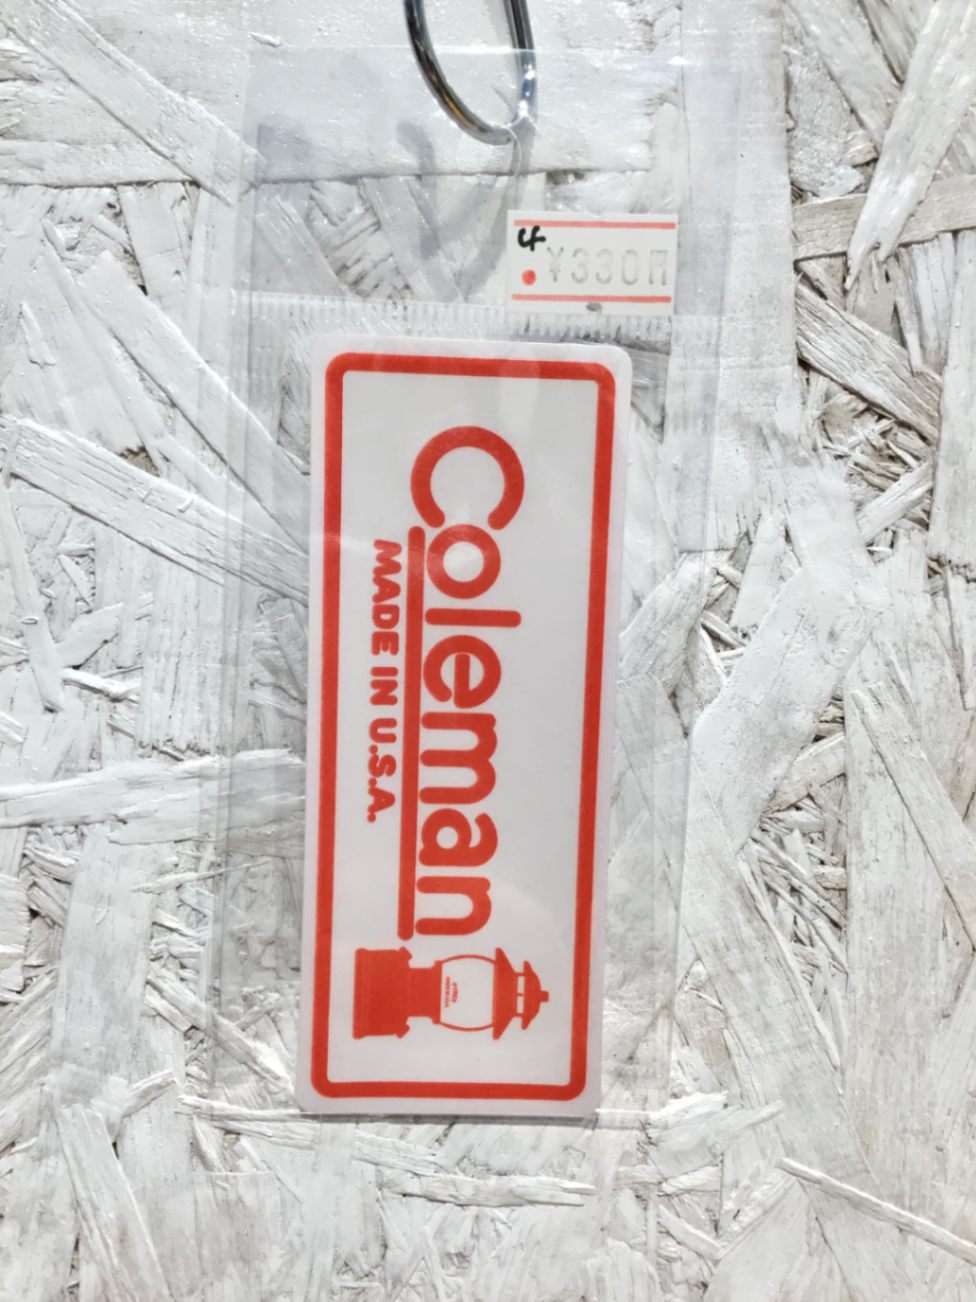 4
¥330円
Coleman
MADE IN U.S.A.